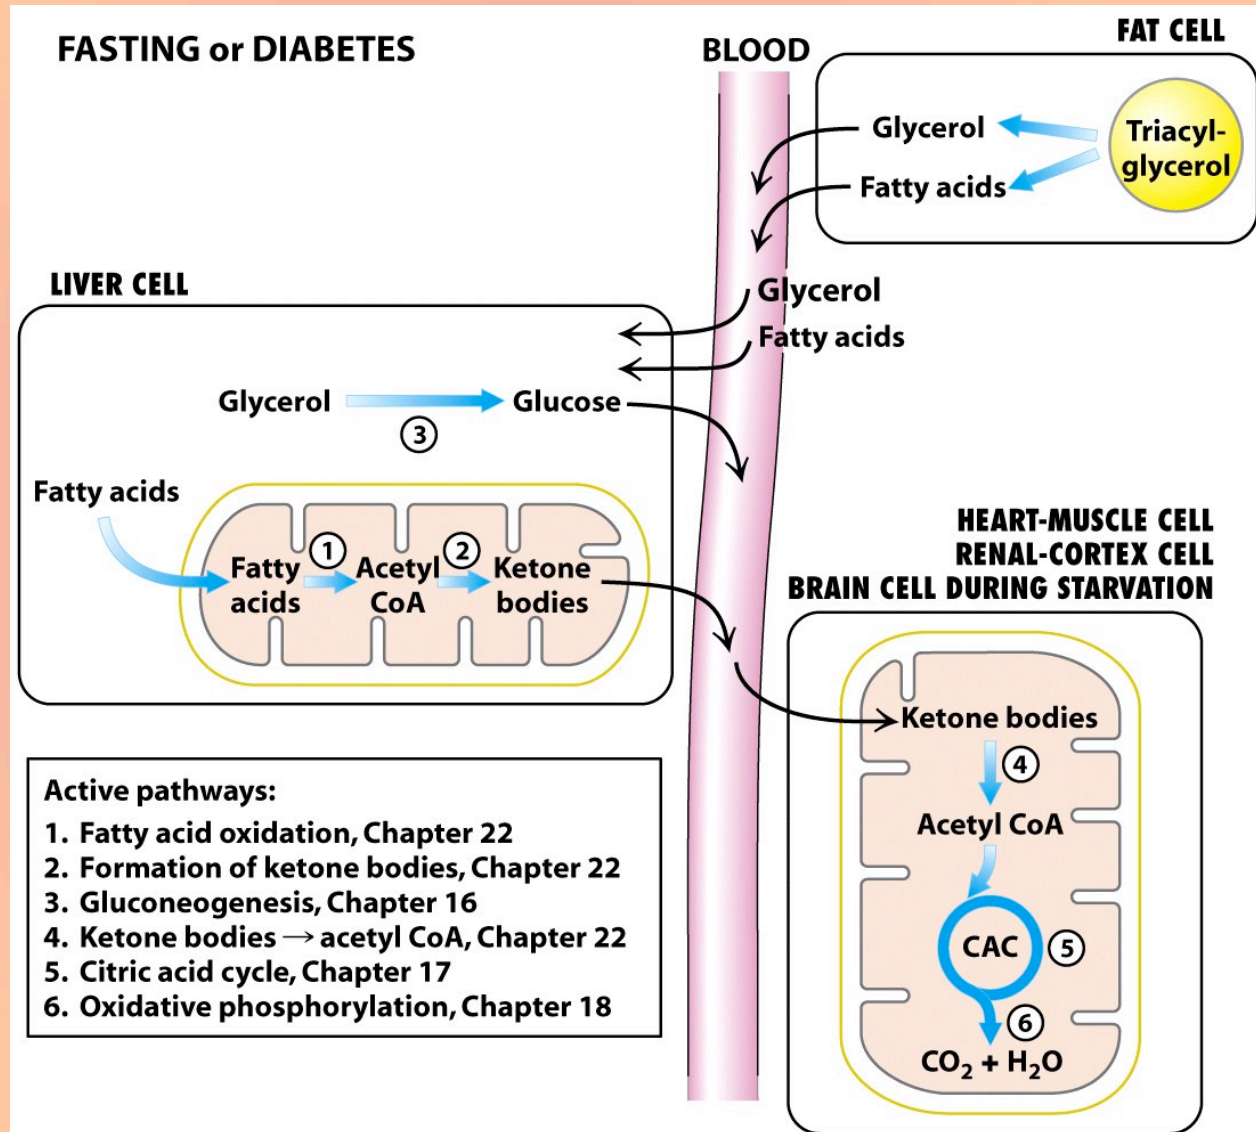 FASTING or DIABETES
BLOOD
FAT CELL
Glycerol
Fatty acids
Triacyl-
glycerol
Glycerol
Fatty acids
LIVER CELL
Glycerol
Glucose
3
Fatty acids
1
2
Fatty
acids
Acetyl
CoA
Ketone
bodies
HEART-MUSCLE CELL
RENAL-CORTEX CELL
BRAIN CELL DURING STARVATION
Ketone bodies
4
Acetyl CoA
CAC
5
6
CO₂ + H₂O
Active pathways:
1. Fatty acid oxidation, Chapter 22
2. Formation of ketone bodies, Chapter 22
3. Gluconeogenesis, Chapter 16
4. Ketone bodies → acetyl CoA, Chapter 22
5. Citric acid cycle, Chapter 17
6. Oxidative phosphorylation, Chapter 18